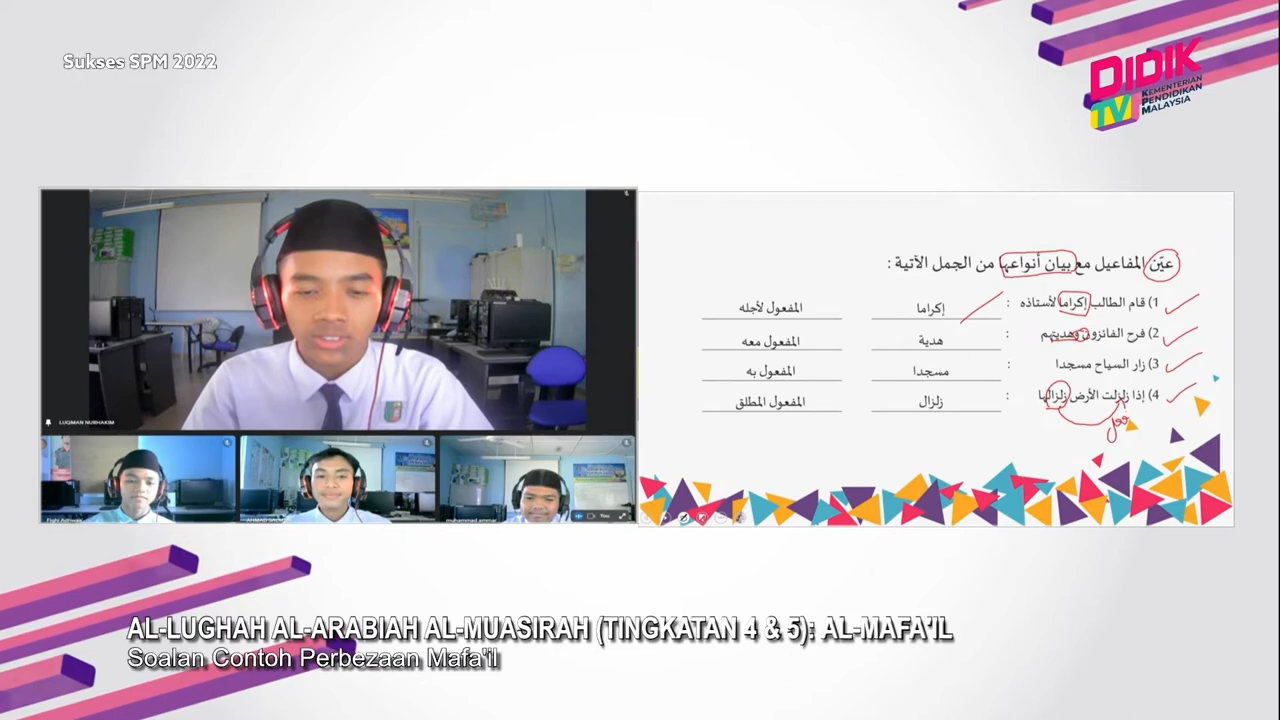 Sukses SPM 2022
DIDIK
TV
KEMENTERIAN
PENDIDIKAN
MALAYSIA
LUQMAN NURHAKIM
muhammad ammar
You
عيّن المفاعيل مع بيان أنواعها من الجمل الآتية :
1) قام الطالب إكراما لأستاذه : إكراما المفعول لأجله
2) فرح الفائزون وهديتهم : هدية المفعول معه
3) زار السياح مسجدا : مسجدا المفعول به
4) إذا زلزلت الأرض زلزالها : زلزال المفعول المطلق
AL-LUGHAH AL-ARABIAH AL-MUASIRAH (TINGKATAN 4 & 5): AL-MAFA'IL
Soalan Contoh Perbezaan Mafa'il